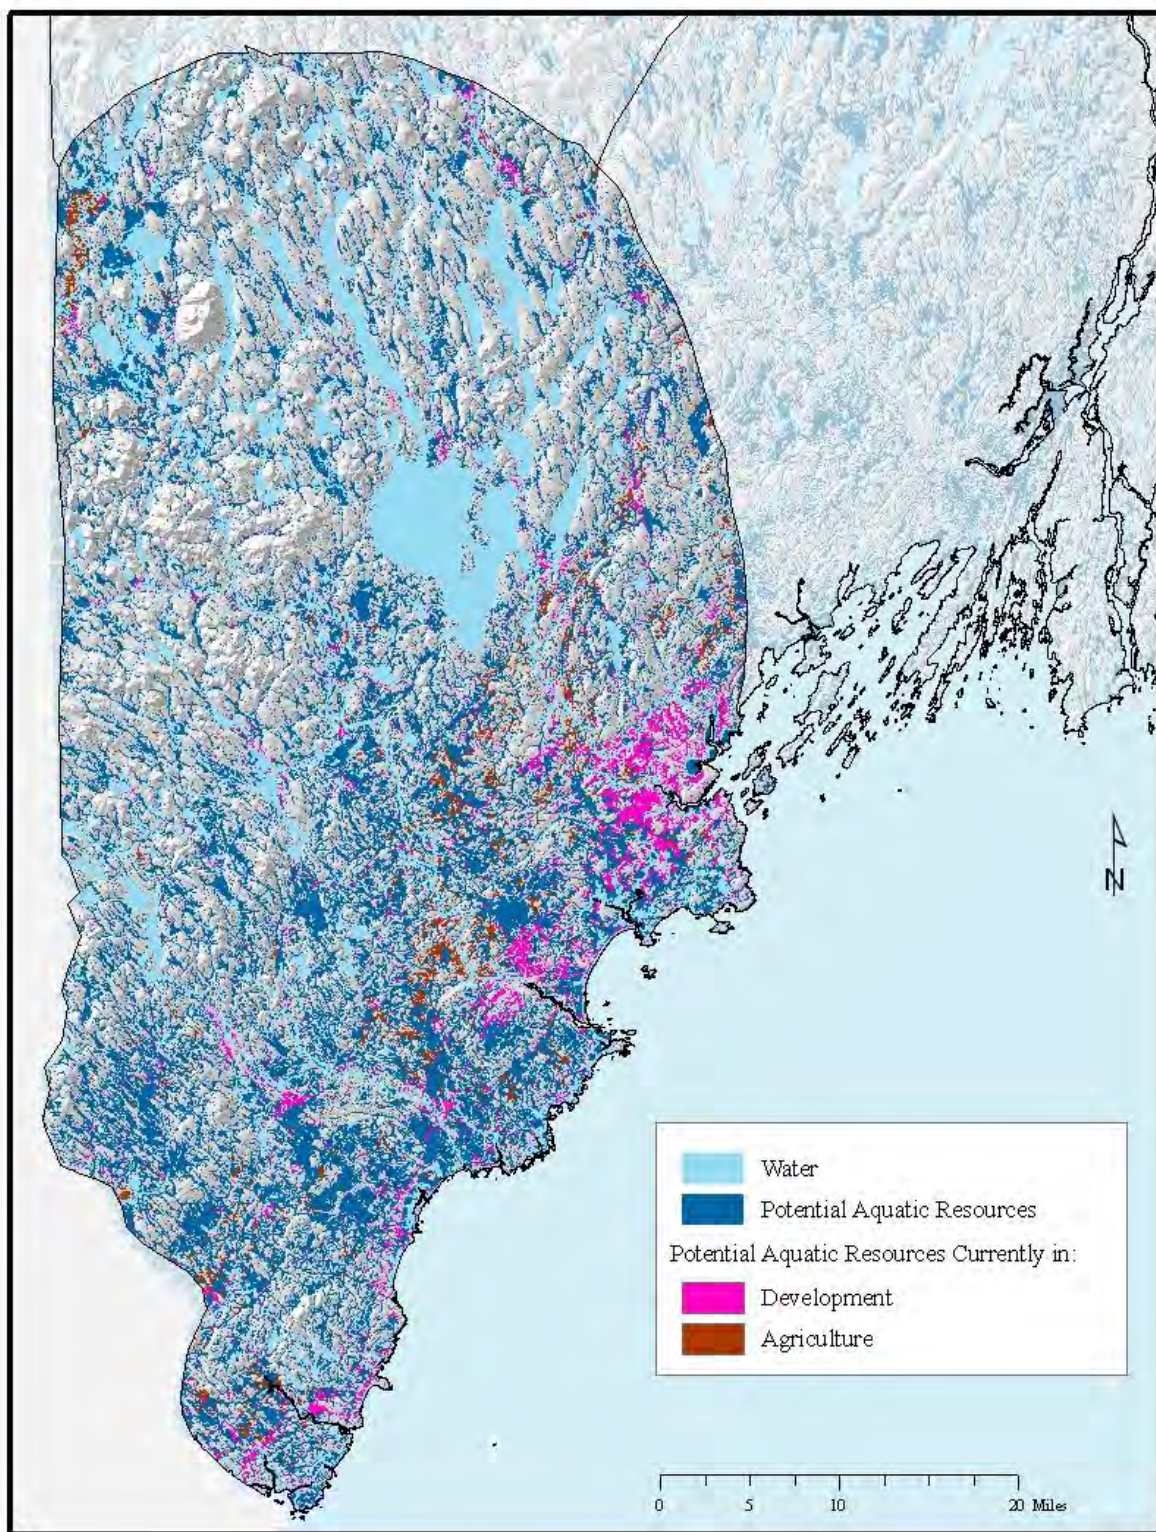 N
Water
Potential Aquatic Resources
Potential Aquatic Resources Currently in:
Development
Agriculture
0 5 10 20 Miles